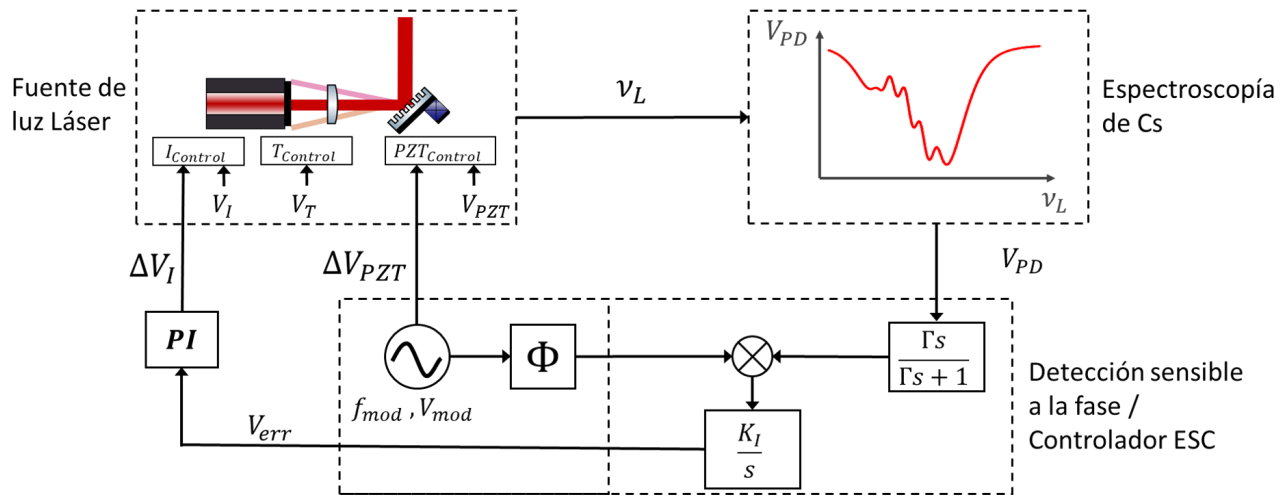 Fuente de
luz Láser
I_Control
T_Control
PZT_Control
V_I
V_T
V_PZT
ν_L
V_PD
ν_L
Espectroscopía
de Cs
ΔV_I
ΔV_PZT
V_PD
PI
Φ
Γs
Γs + 1
f_mod , V_mod
V_err
K_I
s
Detección sensible
a la fase /
Controlador ESC